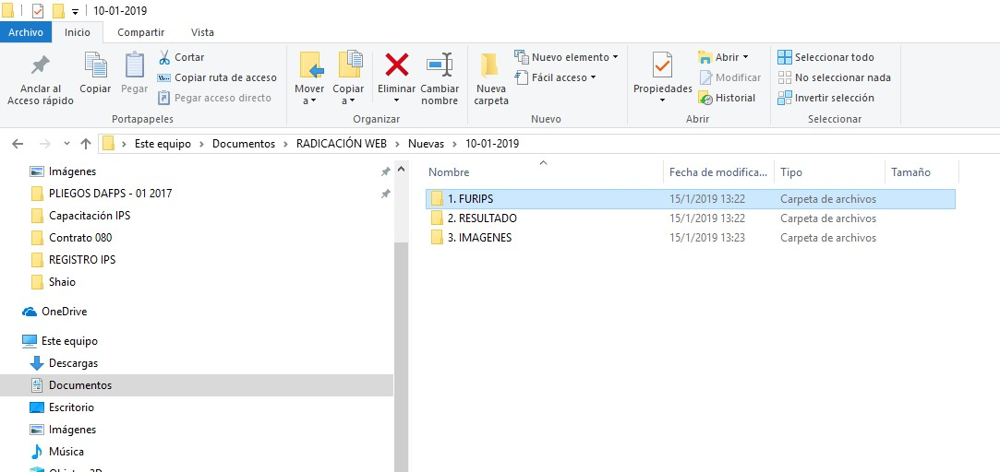 10-01-2019
Archivo Inicio Compartir Vista
Anclar al Acceso rápido
Copiar
Pegar
Cortar
Copiar ruta de acceso
Pegar acceso directo
Portapapeles
Mover a
Copiar a
Eliminar
Cambiar nombre
Organizar
Nueva carpeta
Nuevo elemento
Fácil acceso
Nuevo
Propiedades
Abrir
Modificar
Historial
Abrir
Seleccionar todo
No seleccionar nada
Invertir selección
Seleccionar
Este equipo > Documentos > RADICACIÓN WEB > Nuevas > 10-01-2019
Imágenes
PLIEGOS DAFPS - 01 2017
Capacitación IPS
Contrato 080
REGISTRO IPS
Shaio
OneDrive
Este equipo
Descargas
Documentos
Escritorio
Imágenes
Música
Nombre Fecha de modifica... Tipo Tamaño
1. FURIPS 15/1/2019 13:22 Carpeta de archivos
2. RESULTADO 15/1/2019 13:22 Carpeta de archivos
3. IMAGENES 15/1/2019 13:23 Carpeta de archivos